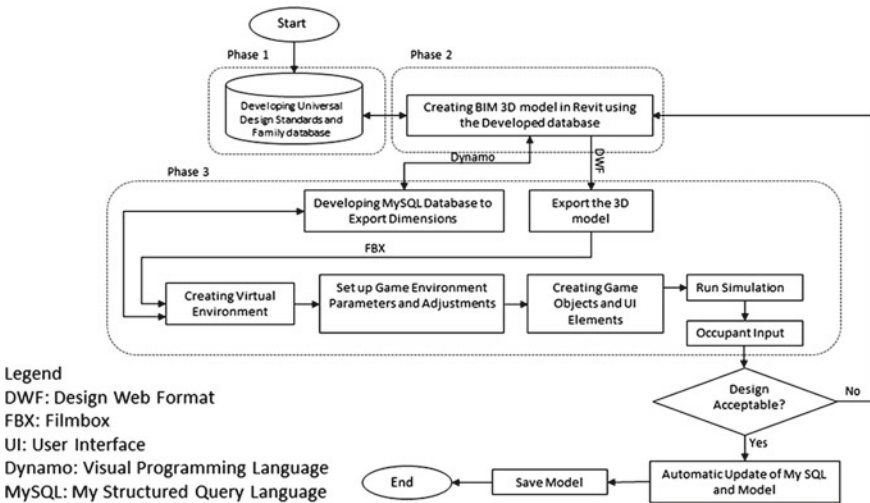 Start
Phase 1
Phase 2
Developing Universal
Design Standards and
Family database
Creating BIM 3D model in Revit using
the Developed database
Dynamo
DWF
Phase 3
Developing MySQL Database to
Export Dimensions
Export the 3D
model
FBX
Creating Virtual
Environment
Set up Game Environment
Parameters and Adjustments
Creating Game
Objects and UI
Elements
Run Simulation
Occupant Input
Design
Acceptable?
No
Yes
Automatic Update of My SQL
and Model
Save Model
End
Legend
DWF: Design Web Format
FBX: Filmbox
UI: User Interface
Dynamo: Visual Programming Language
MySQL: My Structured Query Language